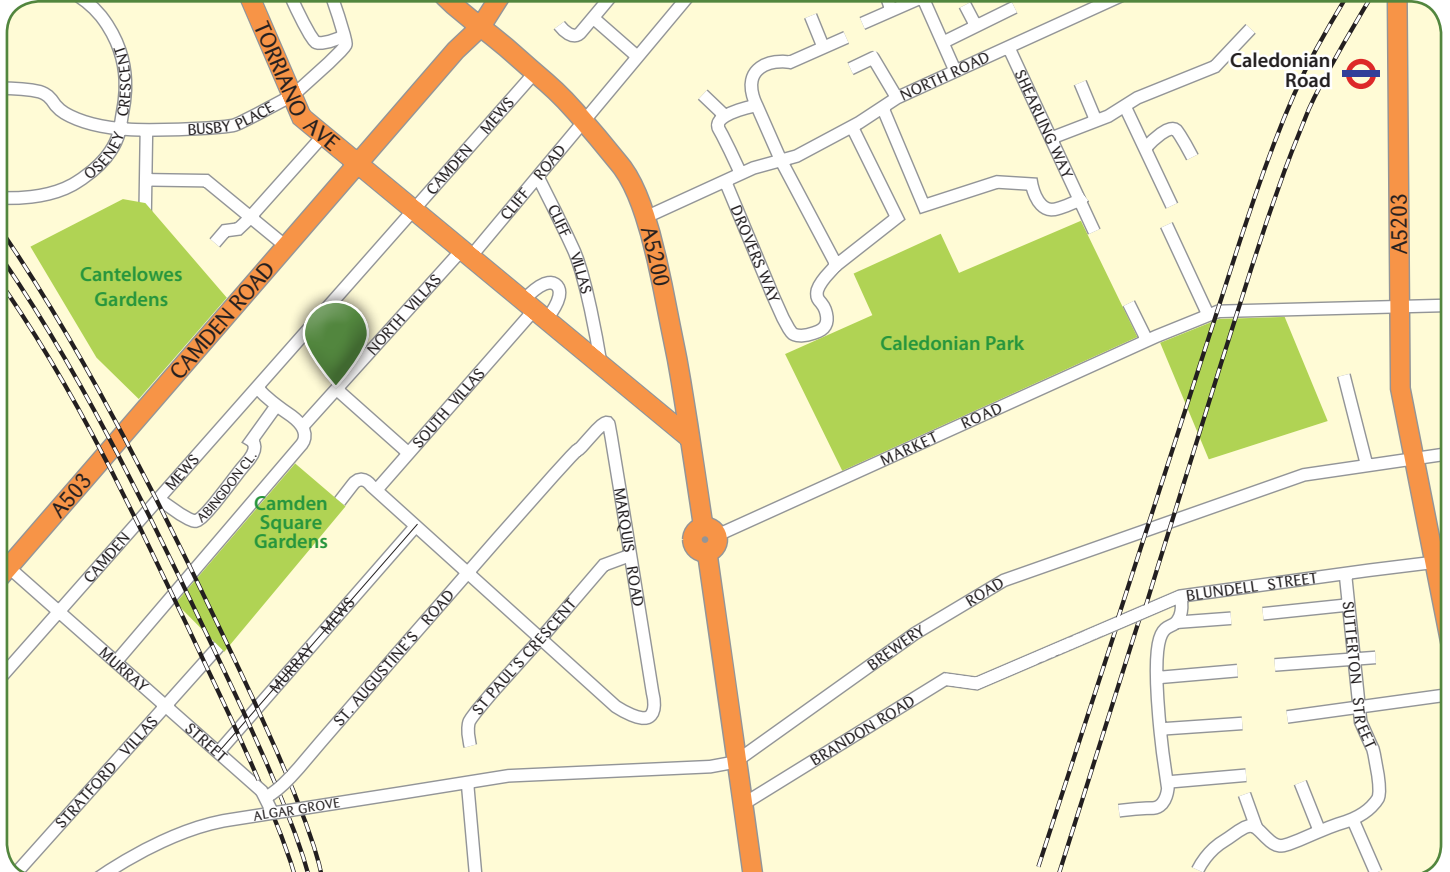 TORRIANO AVE
OSENEY CRESCENT
BUSBY PLACE
CAMDEN MEWS
CLIFF ROAD
CLIFF VILLAS
NORTH ROAD
SHEARLING WAY
Caledonian
Road
A5203
A5200
DROVERS WAY
Cantelowes
Gardens
CAMDEN ROAD
NORTH VILLAS
SOUTH VILLAS
Caledonian Park
MARKET ROAD
A503
CAMDEN MEWS
ABINGDON CL.
Camden
Square
Gardens
MARQUIS ROAD
MURRAY MEWS
ST. AUGUSTINE'S ROAD
ST PAUL'S CRESCENT
BREWERY ROAD
BLUNDELL STREET
SUTTERTON STREET
MURRAY STREET
STRATFORD VILLAS
BRANDON ROAD
ALGAR GROVE